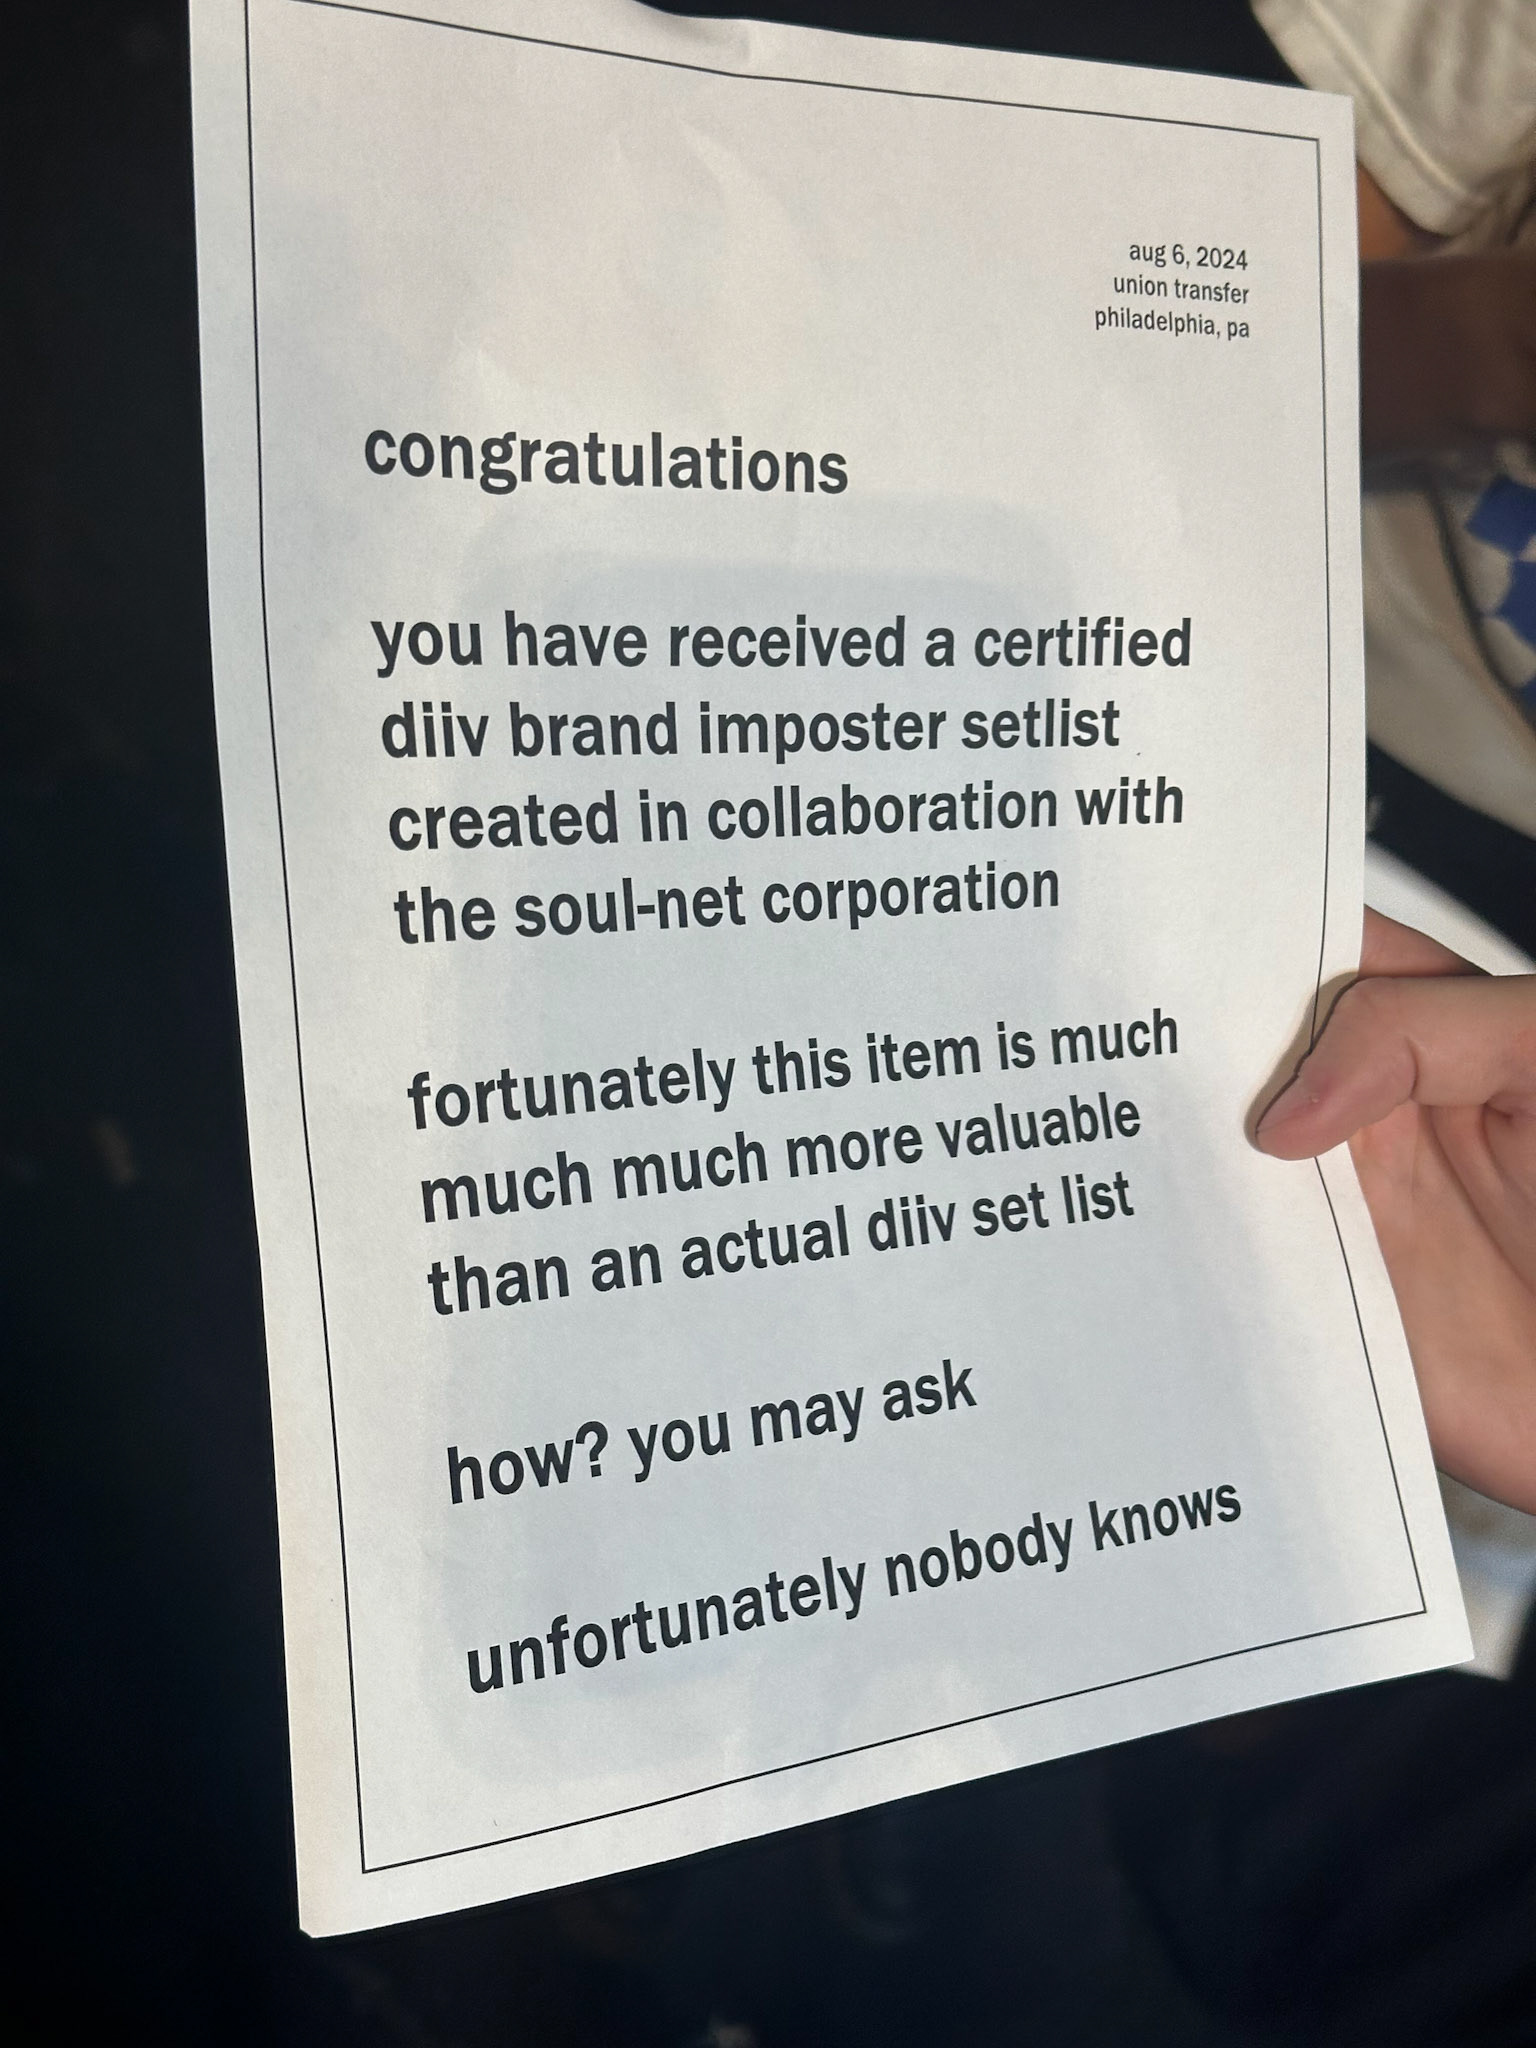 aug 6, 2024
union transfer
philadelphia, pa
congratulations
you have received a certified
diiv brand imposter setlist
created in collaboration with
the soul-net corporation
fortunately this item is much
much much more valuable
than an actual diiv set list
how? you may ask
unfortunately nobody knows